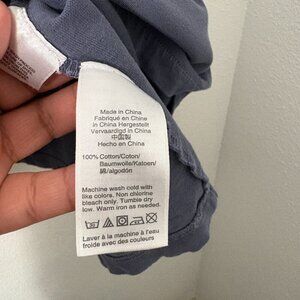 Made in China
Fabriqué en Chine
in China Hergestellt
Vervaardigd in China
中国製
Hecho en China
100% Cotton/Coton/
Baumwolle/Katoen/
綿/algodón
Machine wash cold with
like colors. Non chlorine
bleach only. Tumble dry
low. Warm iron as needed.
Laver à la machine à l'eau
froide avec des couleurs